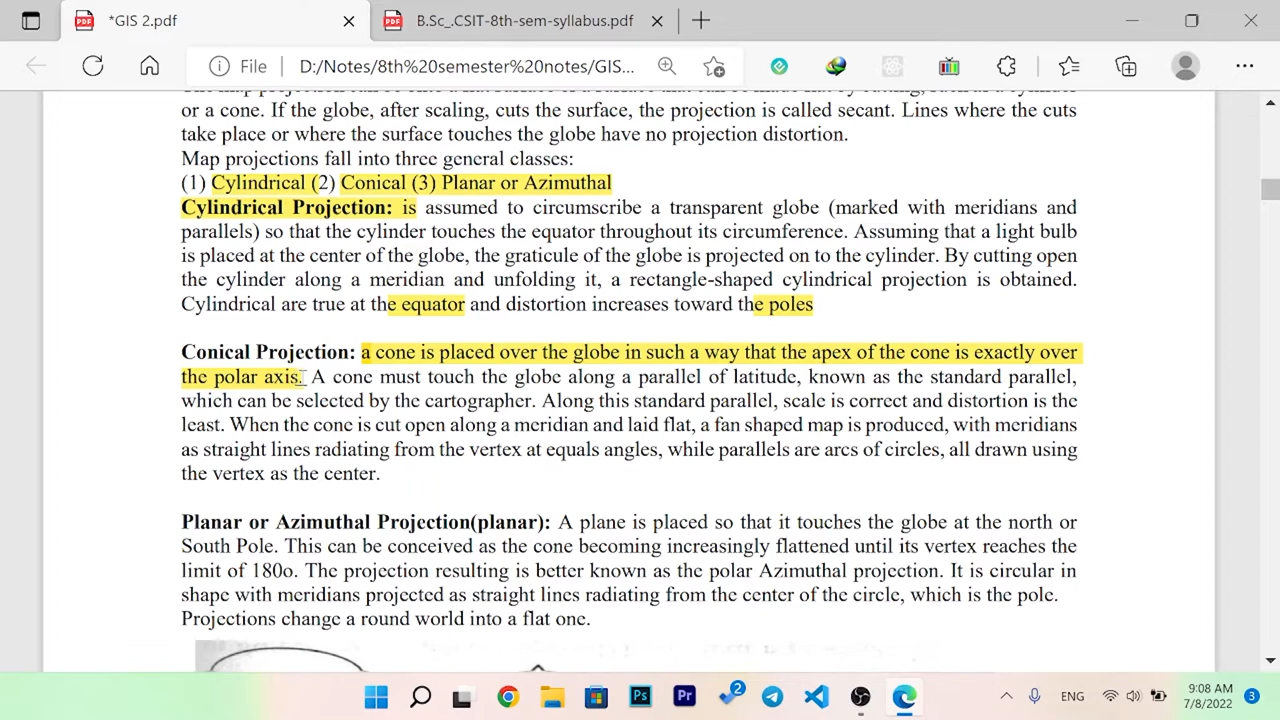 *GIS 2.pdf
B.Sc_.CSIT-8th-sem-syllabus.pdf
File
D:/Notes/8th%20semester%20notes/GIS...
or a cone. If the globe, after scaling, cuts the surface, the projection is called secant. Lines where the cuts
take place or where the surface touches the globe have no projection distortion.
Map projections fall into three general classes:
(1) Cylindrical (2) Conical (3) Planar or Azimuthal
Cylindrical Projection: is assumed to circumscribe a transparent globe (marked with meridians and
parallels) so that the cylinder touches the equator throughout its circumference. Assuming that a light bulb
is placed at the center of the globe, the graticule of the globe is projected on to the cylinder. By cutting open
the cylinder along a meridian and unfolding it, a rectangle-shaped cylindrical projection is obtained.
Cylindrical are true at the equator and distortion increases toward the poles
Conical Projection: a cone is placed over the globe in such a way that the apex of the cone is exactly over
the polar axis. A cone must touch the globe along a parallel of latitude, known as the standard parallel,
which can be selected by the cartographer. Along this standard parallel, scale is correct and distortion is the
least. When the cone is cut open along a meridian and laid flat, a fan shaped map is produced, with meridians
as straight lines radiating from the vertex at equals angles, while parallels are arcs of circles, all drawn using
the vertex as the center.
Planar or Azimuthal Projection(planar): A plane is placed so that it touches the globe at the north or
South Pole. This can be conceived as the cone becoming increasingly flattened until its vertex reaches the
limit of 180o. The projection resulting is better known as the polar Azimuthal projection. It is circular in
shape with meridians projected as straight lines radiating from the center of the circle, which is the pole.
Projections change a round world into a flat one.
Ps
Pr
2
ENG
9:08 AM
7/8/2022
3